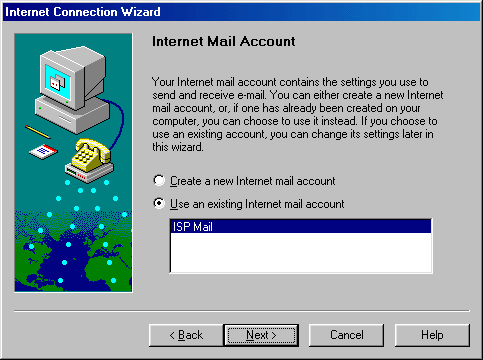 Internet Connection Wizard
Internet Mail Account
Your Internet mail account contains the settings you use to
send and receive e-mail. You can either create a new Internet
mail account, or, if one has already been created on your
computer, you can choose to use it instead. If you choose to
use an existing account, you can change its settings later in
this wizard.
Create a new Internet mail account
Use an existing Internet mail account
ISP Mail
< Back
Next >
Cancel
Help